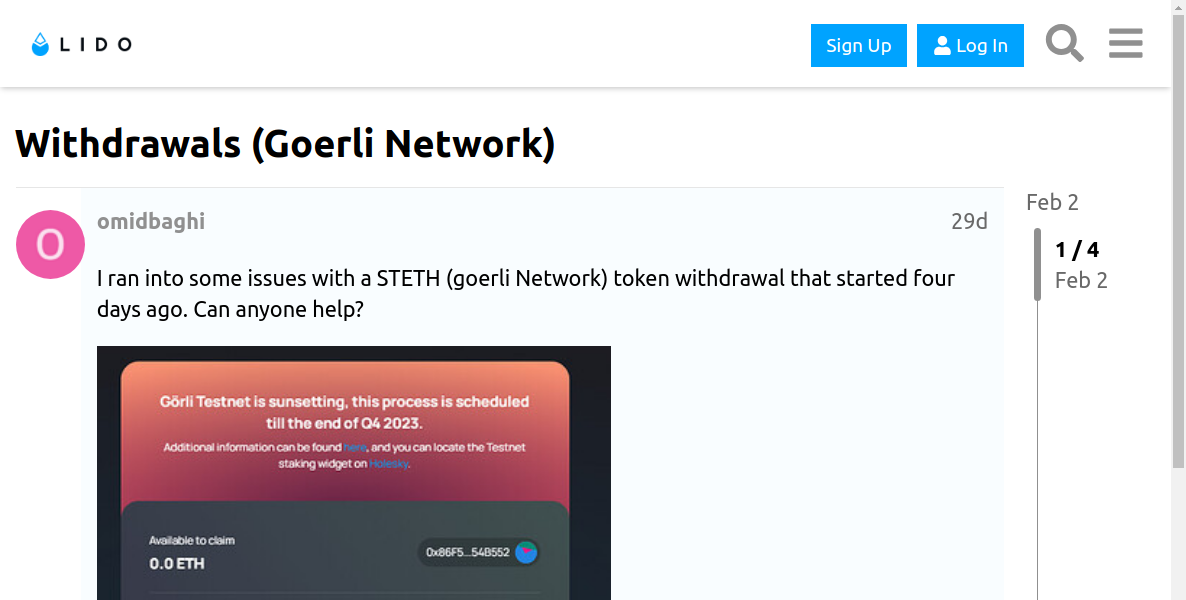 LIDO
Sign Up
Log In
Withdrawals (Goerli Network)
O
omidbaghi
29d
I ran into some issues with a STETH (goerli Network) token withdrawal that started four
days ago. Can anyone help?
Feb 2
1 / 4
Feb 2
Görli Testnet is sunsetting, this process is scheduled
till the end of Q4 2023.
Additional information can be found here, and you can locate the Testnet
staking widget on Holesky.
Available to claim
0.0 ETH
0x86F5...54B552